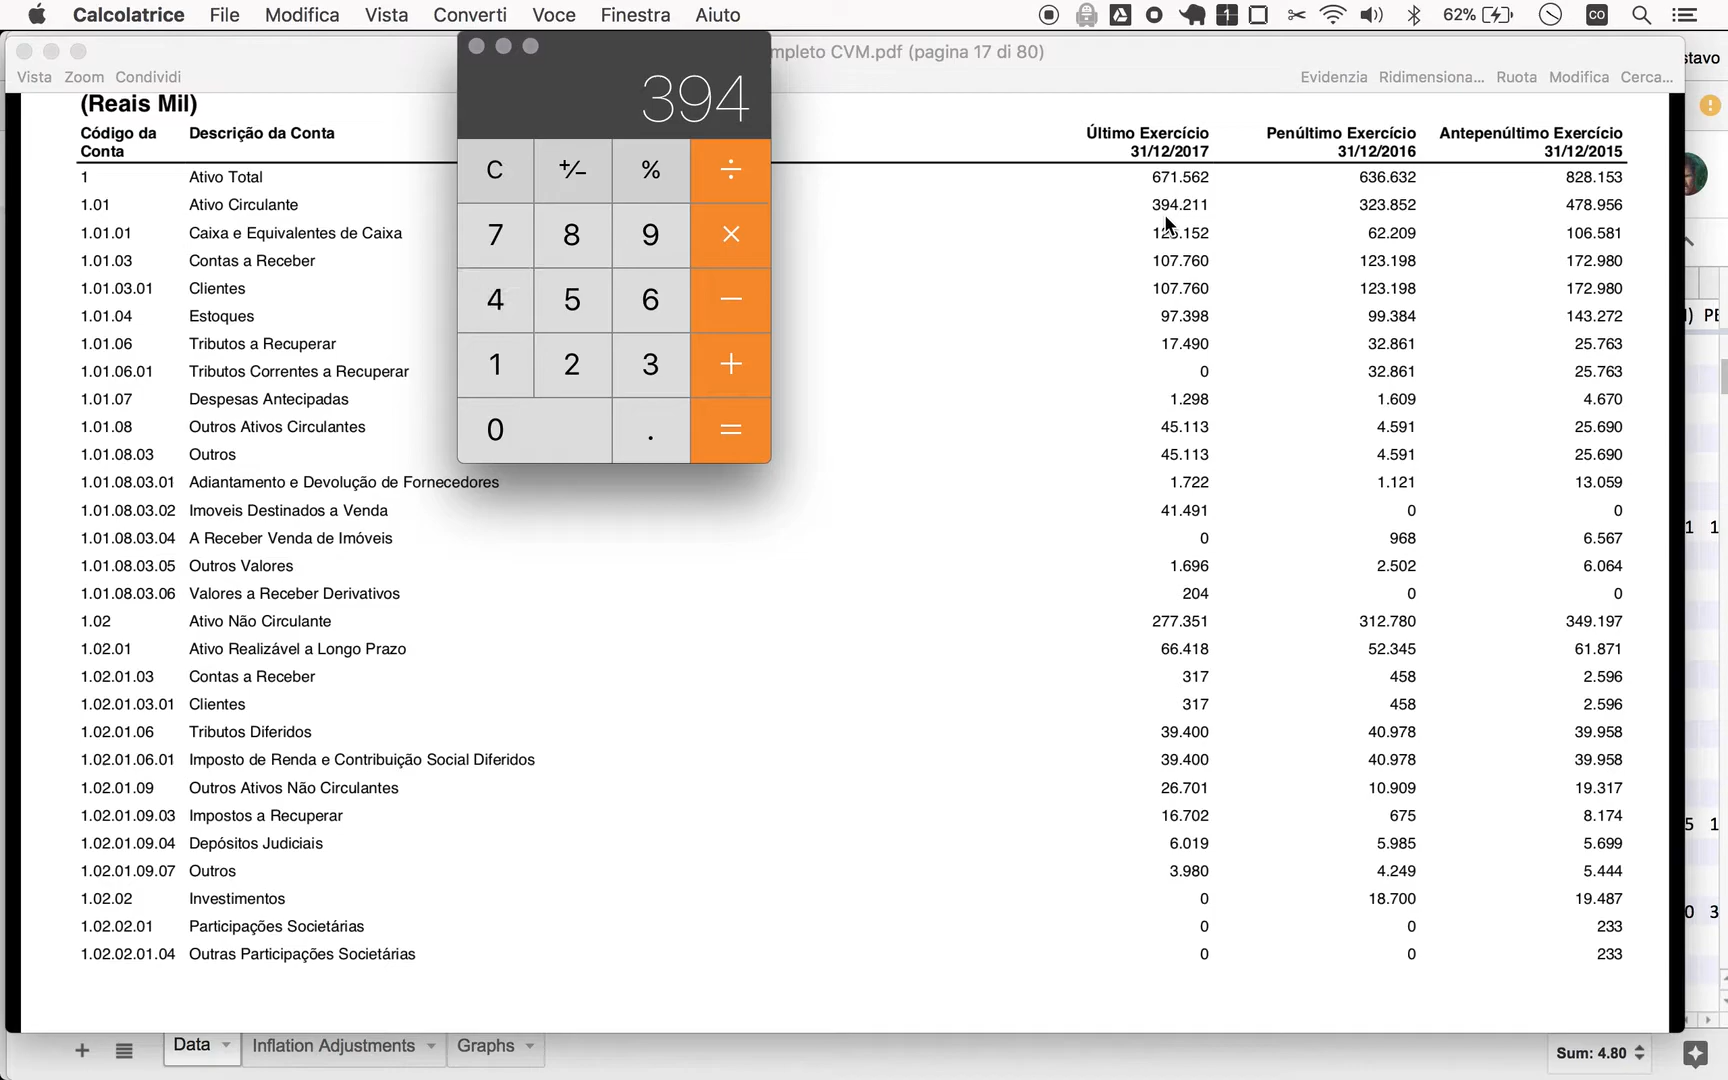 Calcolatrice File Modifica Vista Converti Voce Finestra Aiuto 1 62% CO
mpleto CVM.pdf (pagina 17 di 80) stavo
Vista Zoom Condividi Evidenzia Ridimensiona... Ruota Modifica Cerca...
394
C +/− % ÷
7 8 9 ×
4 5 6 −
1 2 3 +
0 . =
(Reais Mil)
Código da Conta Descrição da Conta Último Exercício 31/12/2017 Penúltimo Exercício 31/12/2016 Antepenúltimo Exercício 31/12/2015
1 Ativo Total 671.562 636.632 828.153
1.01 Ativo Circulante 394.211 323.852 478.956
1.01.01 Caixa e Equivalentes de Caixa 62.209 106.581
1.01.03 Contas a Receber 107.760 123.198 172.980
1.01.03.01 Clientes 107.760 123.198 172.980
1.01.04 Estoques 97.398 99.384 143.272
1.01.06 Tributos a Recuperar 17.490 32.861 25.763
1.01.06.01 Tributos Correntes a Recuperar 0 32.861 25.763
1.01.07 Despesas Antecipadas 1.298 1.609 4.670
1.01.08 Outros Ativos Circulantes 45.113 4.591 25.690
1.01.08.03 Outros 45.113 4.591 25.690
1.01.08.03.01 Adiantamento e Devolução de Fornecedores 1.722 1.121 13.059
1.01.08.03.02 Imoveis Destinados a Venda 41.491 0 0
1.01.08.03.04 A Receber Venda de Imóveis 0 968 6.567
1.01.08.03.05 Outros Valores 1.696 2.502 6.064
1.01.08.03.06 Valores a Receber Derivativos 204 0 0
1.02 Ativo Não Circulante 277.351 312.780 349.197
1.02.01 Ativo Realizável a Longo Prazo 66.418 52.345 61.871
1.02.01.03 Contas a Receber 317 458 2.596
1.02.01.03.01 Clientes 317 458 2.596
1.02.01.06 Tributos Diferidos 39.400 40.978 39.958
1.02.01.06.01 Imposto de Renda e Contribuição Social Diferidos 39.400 40.978 39.958
1.02.01.09 Outros Ativos Não Circulantes 26.701 10.909 19.317
1.02.01.09.03 Impostos a Recuperar 16.702 675 8.174
1.02.01.09.04 Depósitos Judiciais 6.019 5.985 5.699
1.02.01.09.07 Outros 3.980 4.249 5.444
1.02.02 Investimentos 0 18.700 19.487
1.02.02.01 Participações Societárias 0 0 233
1.02.02.01.04 Outras Participações Societárias 0 0 233
Data Inflation Adjustments Graphs Sum: 4.80